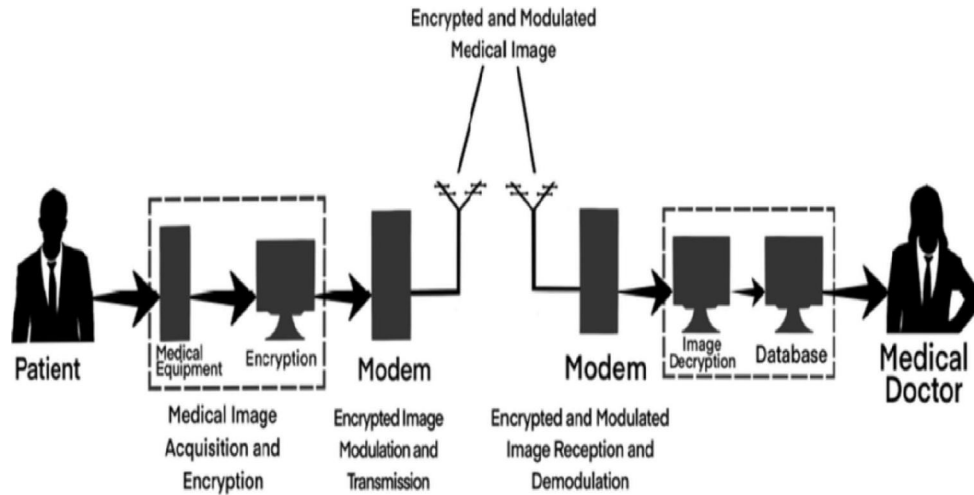 Encrypted and Modulated
Medical Image
Patient
Medical
Equipment
Encryption
Modem
Modem
Image
Decryption
Database
Medical
Doctor
Medical Image
Acquisition and
Encryption
Encrypted Image
Modulation and
Transmission
Encrypted and Modulated
Image Reception and
Demodulation